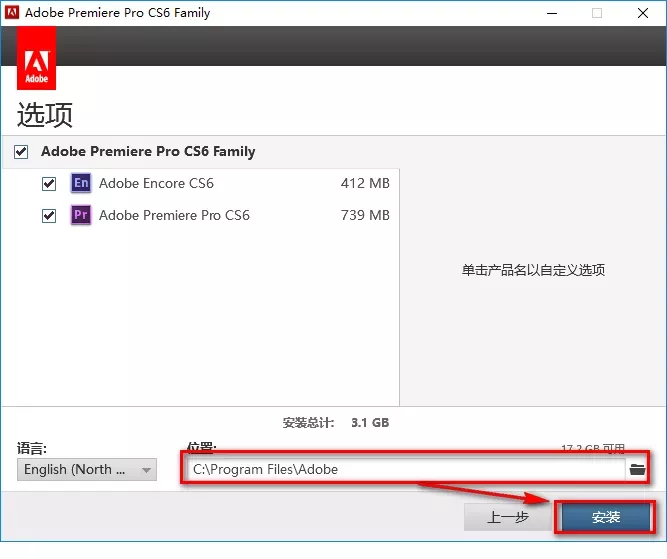 Adobe Premiere Pro CS6 Family
Adobe
选项
Adobe Premiere Pro CS6 Family
En Adobe Encore CS6 412 MB
Pr Adobe Premiere Pro CS6 739 MB
单击产品名以自定义选项
安装总计: 3.1 GB
语言: 位置: 17.2 GB 可用
English (North ... C:\Program Files\Adobe
上一步 安装